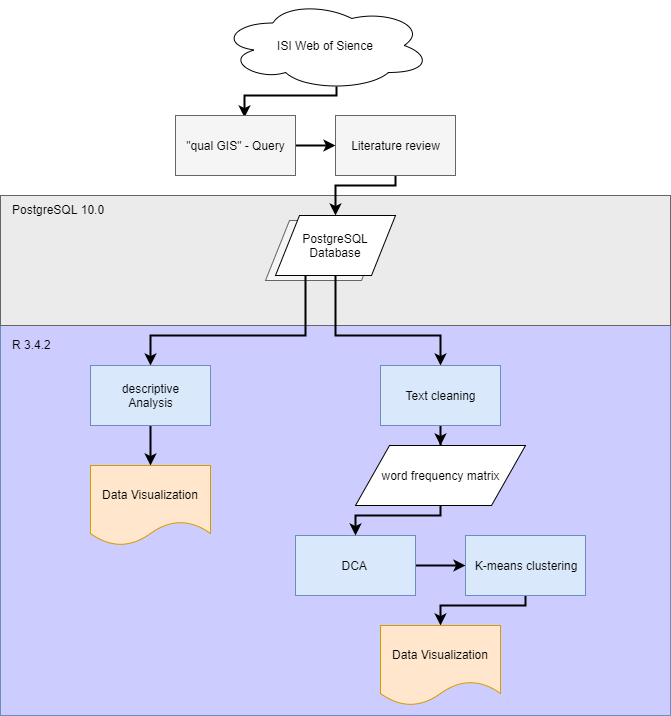 ISI Web of Sience
"qual GIS" - Query
Literature review
PostgreSQL 10.0
PostgreSQL
Database
R 3.4.2
descriptive
Analysis
Text cleaning
Data Visualization
word frequency matrix
DCA
K-means clustering
Data Visualization